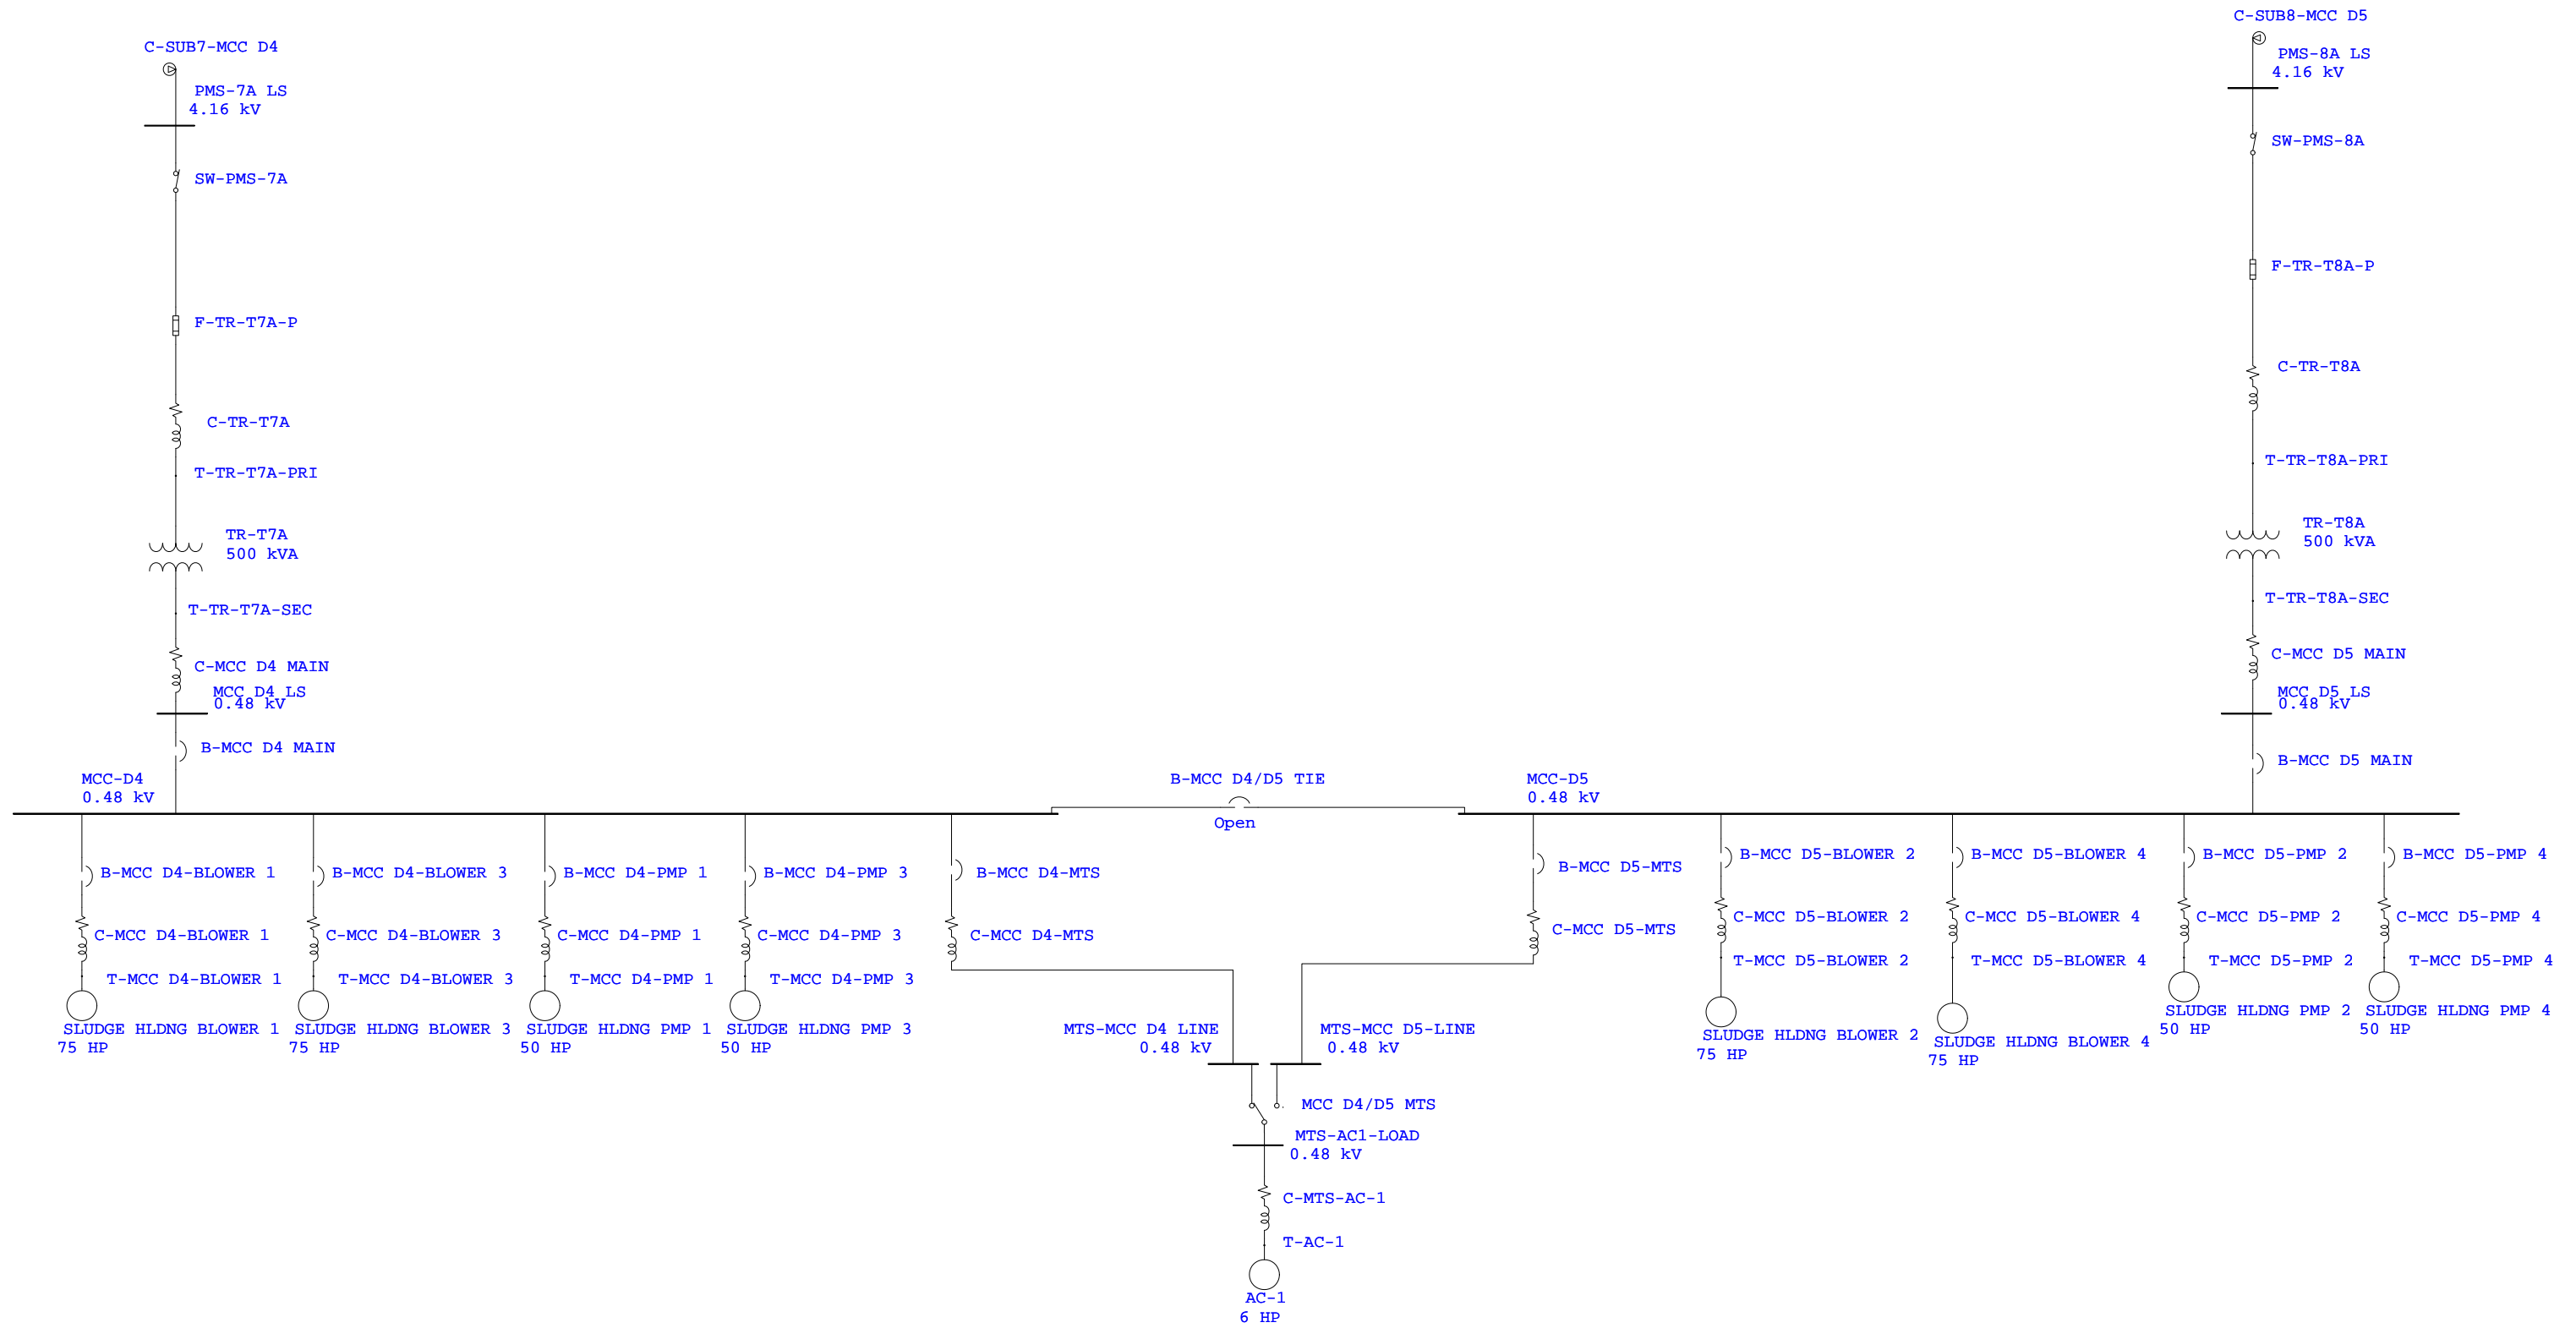 C-SUB8-MCC D5
C-SUB7-MCC D4
PMS-8A LS
4.16 kV
PMS-7A LS
4.16 kV
SW-PMS-8A
SW-PMS-7A
F-TR-T8A-P
F-TR-T7A-P
C-TR-T8A
C-TR-T7A
T-TR-T8A-PRI
T-TR-T7A-PRI
TR-T8A
500 kVA
TR-T7A
500 kVA
T-TR-T8A-SEC
T-TR-T7A-SEC
C-MCC D5 MAIN
C-MCC D4 MAIN
MCC D4 LS
0.48 kV
MCC D5 LS
0.48 kV
B-MCC D4 MAIN
B-MCC D5 MAIN
MCC-D4
0.48 kV
B-MCC D4/D5 TIE
Open
MCC-D5
0.48 kV
B-MCC D4-BLOWER 1
B-MCC D4-BLOWER 3
B-MCC D4-PMP 1
B-MCC D4-PMP 3
B-MCC D4-MTS
B-MCC D5-MTS
B-MCC D5-BLOWER 2
B-MCC D5-BLOWER 4
B-MCC D5-PMP 2
B-MCC D5-PMP 4
C-MCC D4-BLOWER 1
C-MCC D4-BLOWER 3
C-MCC D4-PMP 1
C-MCC D4-PMP 3
C-MCC D4-MTS
C-MCC D5-MTS
C-MCC D5-BLOWER 2
C-MCC D5-BLOWER 4
C-MCC D5-PMP 2
C-MCC D5-PMP 4
T-MCC D4-BLOWER 1
T-MCC D4-BLOWER 3
T-MCC D4-PMP 1
T-MCC D4-PMP 3
T-MCC D5-BLOWER 2
T-MCC D5-BLOWER 4
T-MCC D5-PMP 2
T-MCC D5-PMP 4
SLUDGE HLDNG BLOWER 1
75 HP
SLUDGE HLDNG BLOWER 3
75 HP
SLUDGE HLDNG PMP 1
50 HP
SLUDGE HLDNG PMP 3
50 HP
MTS-MCC D4 LINE
0.48 kV
MTS-MCC D5-LINE
0.48 kV
SLUDGE HLDNG BLOWER 2
75 HP
SLUDGE HLDNG BLOWER 4
75 HP
SLUDGE HLDNG PMP 2
50 HP
SLUDGE HLDNG PMP 4
50 HP
MCC D4/D5 MTS
MTS-AC1-LOAD
0.48 kV
C-MTS-AC-1
T-AC-1
AC-1
6 HP